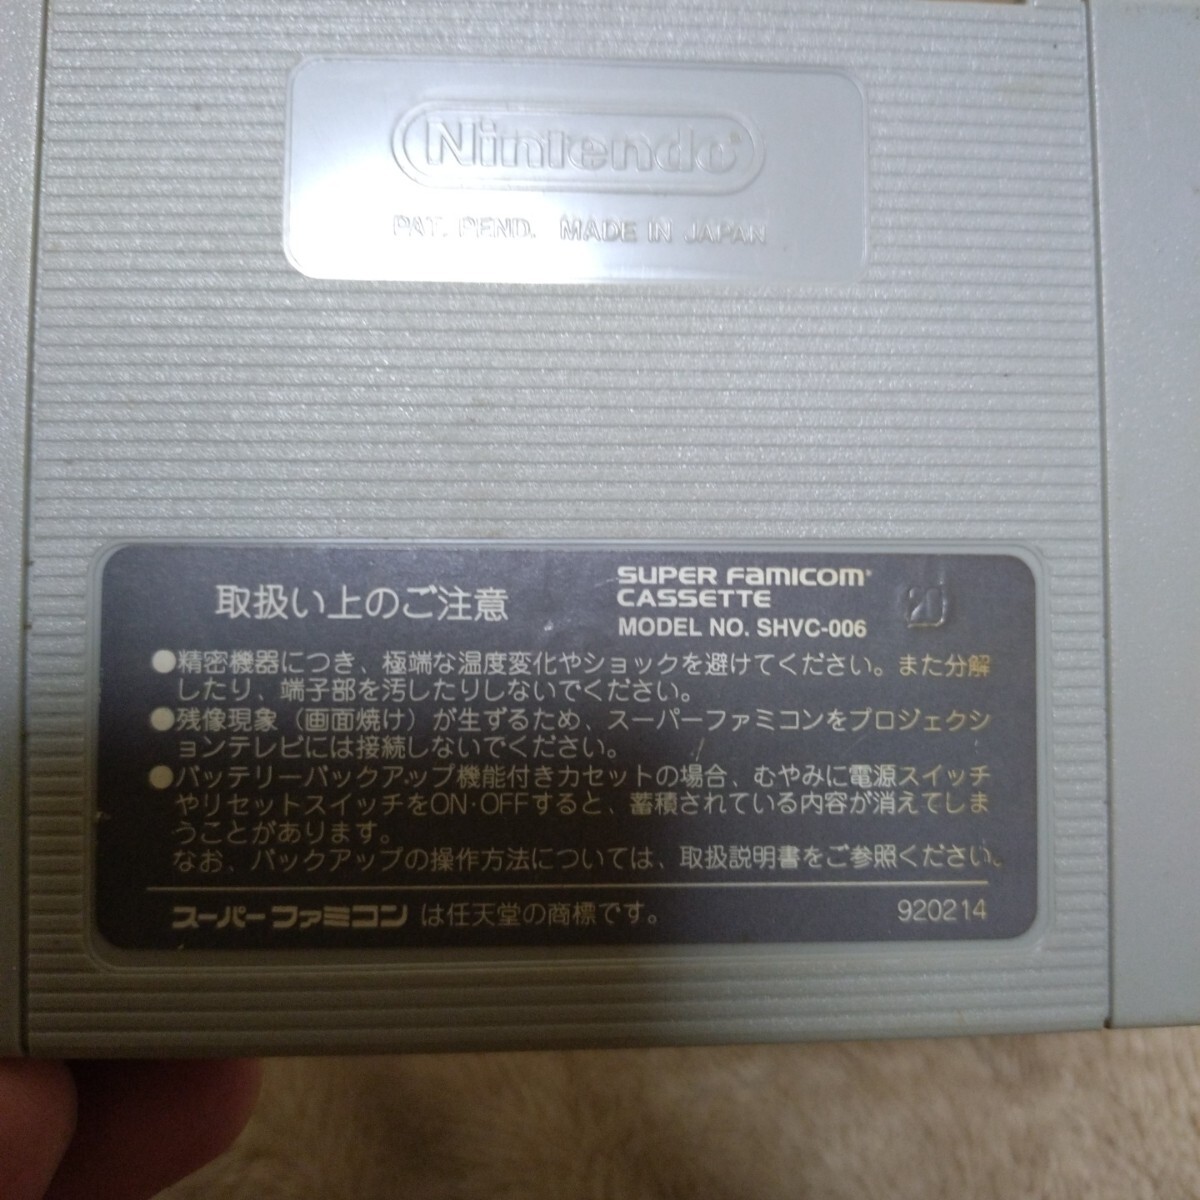 Nintendo
PAT. PEND. MADE IN JAPAN
取扱い上のご注意
SUPER FAMICOM
CASSETTE
MODEL NO. SHVC-006
20
●精密機器につき、極端な温度変化やショックを避けてください。また分解
したり、端子部を汚したりしないでください。
●残像現象（画面焼け）が生ずるため、スーパーファミコンをプロジェクシ
ョンテレビには接続しないでください。
●バッテリーバックアップ機能付きカセットの場合、むやみに電源スイッチ
やリセットスイッチをON・OFFすると、蓄積されている内容が消えてしま
うことがあります。
なお、バックアップの操作方法については、取扱説明書をご参照ください。
スーパーファミコン は任天堂の商標です。
920214